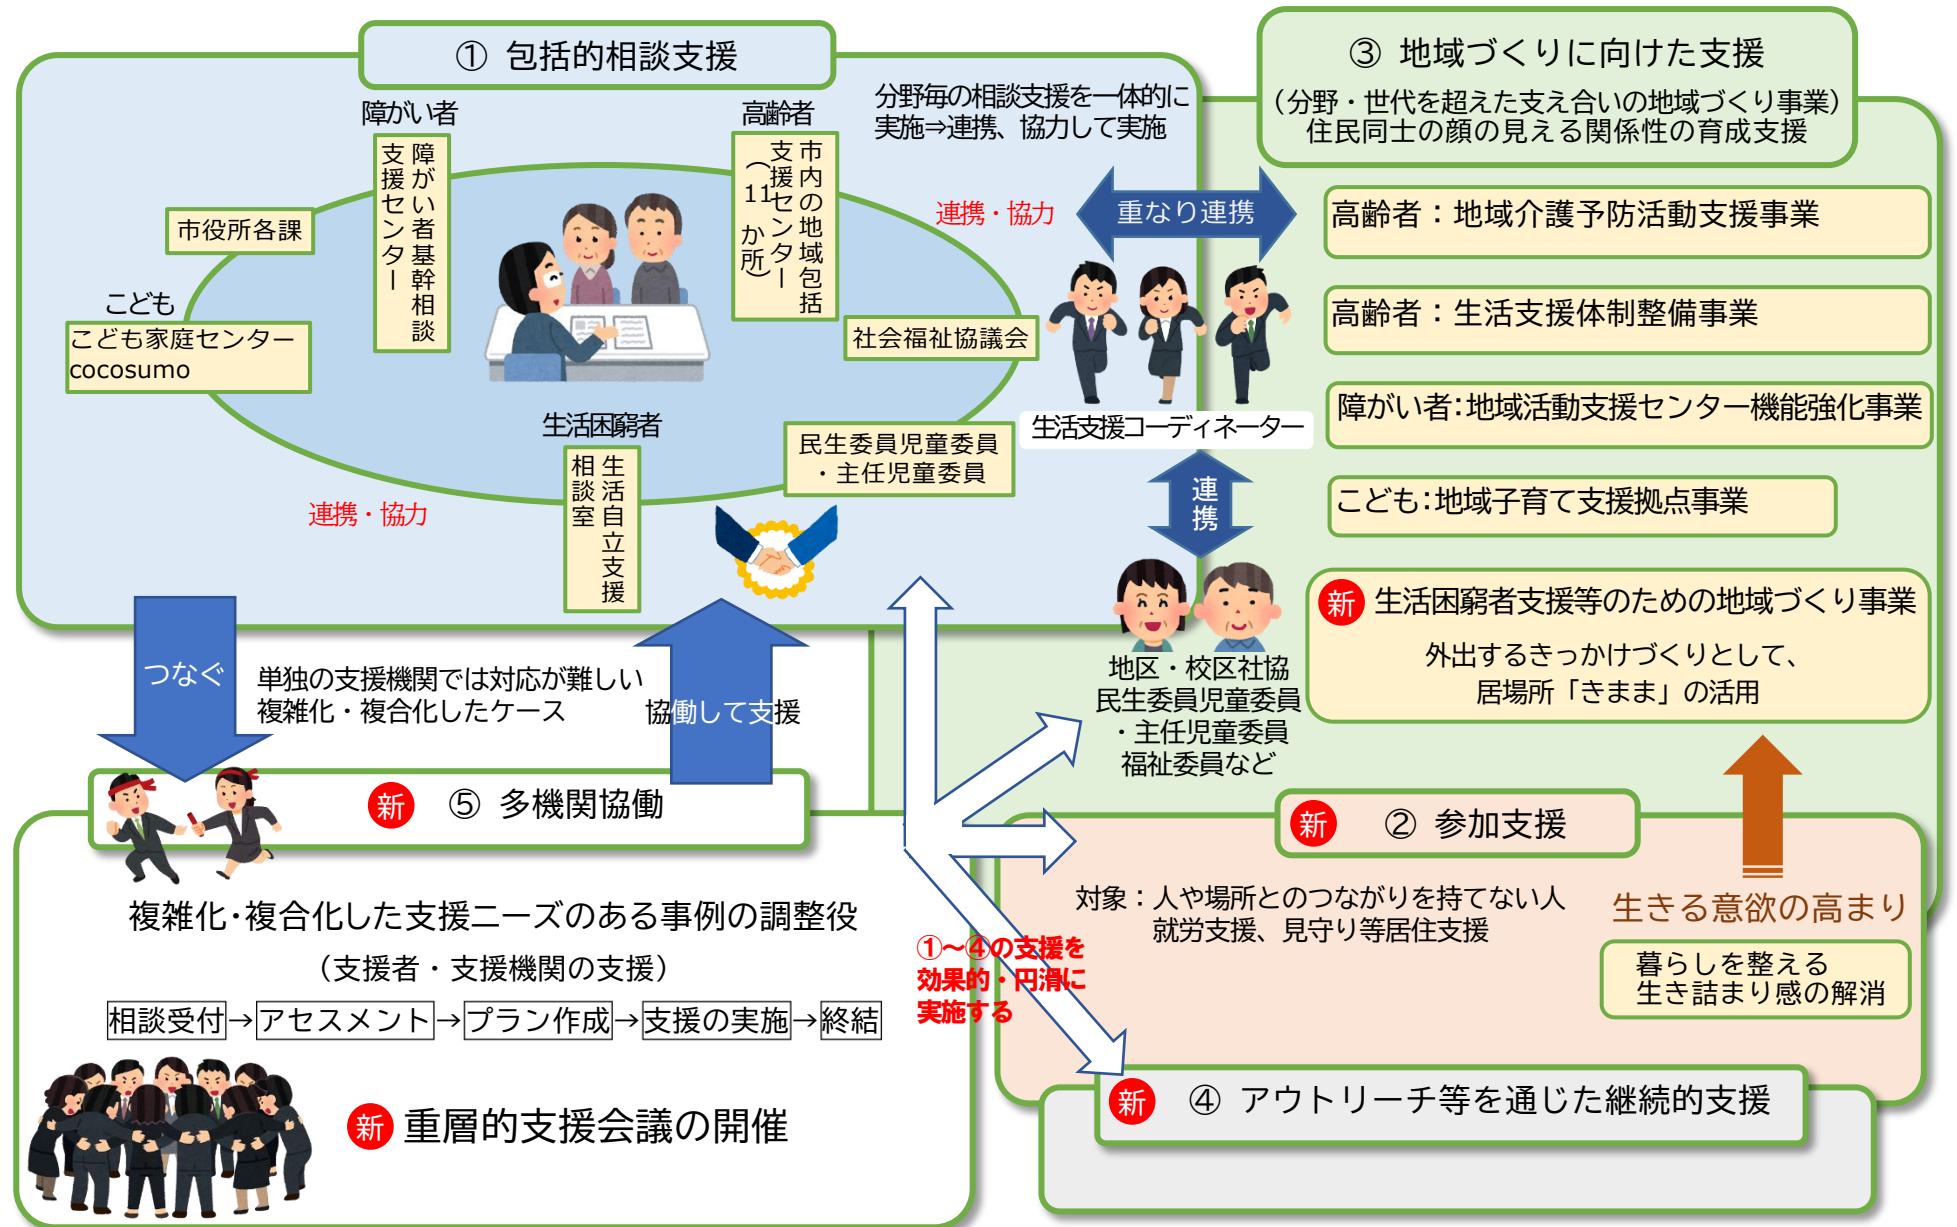 ① 包括的相談支援
分野毎の相談支援を一体的に
実施⇒連携、協力して実施
障がい者
障がい者基幹相談
支援センター
高齢者
市内の地域包括
支援センター
（11か所）
市役所各課
こども
こども家庭センター
cocosumo
社会福祉協議会
生活困窮者
生活自立支援
相談室
民生委員児童委員
・主任児童委員
連携・協力
連携・協力
重なり連携
生活支援コーディネーター
連携
地区・校区社協
民生委員児童委員
・主任児童委員
福祉委員など
③ 地域づくりに向けた支援
（分野・世代を超えた支え合いの地域づくり事業）
住民同士の顔の見える関係性の育成支援
高齢者：地域介護予防活動支援事業
高齢者：生活支援体制整備事業
障がい者：地域活動支援センター機能強化事業
こども：地域子育て支援拠点事業
新 生活困窮者支援等のための地域づくり事業
外出するきっかけづくりとして、
居場所「きまま」の活用
つなぐ
単独の支援機関では対応が難しい
複雑化・複合化したケース
協働して支援
新 ⑤ 多機関協働
複雑化・複合化した支援ニーズのある事例の調整役
（支援者・支援機関の支援）
相談受付→アセスメント→プラン作成→支援の実施→終結
新 重層的支援会議の開催
①～④の支援を
効果的・円滑に
実施する
新 ② 参加支援
対象：人や場所とのつながりを持てない人
就労支援、見守り等居住支援
生きる意欲の高まり
暮らしを整える
生き詰まり感の解消
新 ④ アウトリーチ等を通じた継続的支援